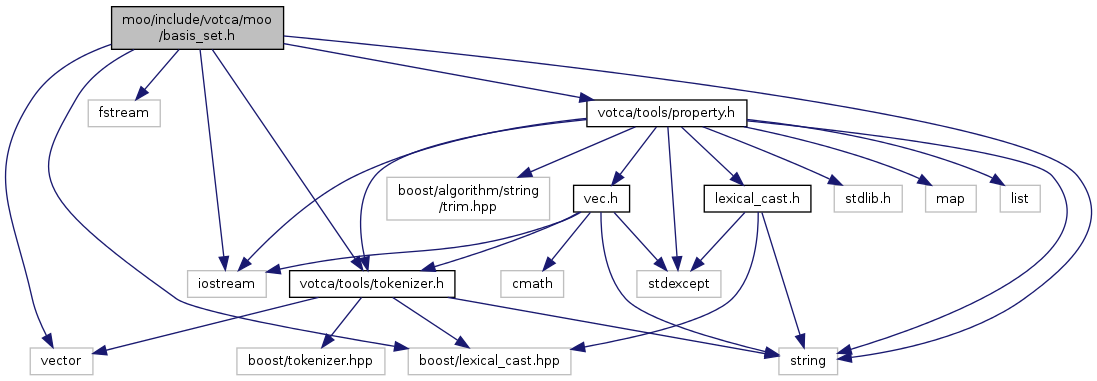 moo/include/votca/moo
/basis_set.h
fstream
votca/tools/property.h
boost/algorithm/string
/trim.hpp
vec.h
lexical_cast.h
stdlib.h
map
list
iostream
votca/tools/tokenizer.h
cmath
stdexcept
vector
boost/tokenizer.hpp
boost/lexical_cast.hpp
string